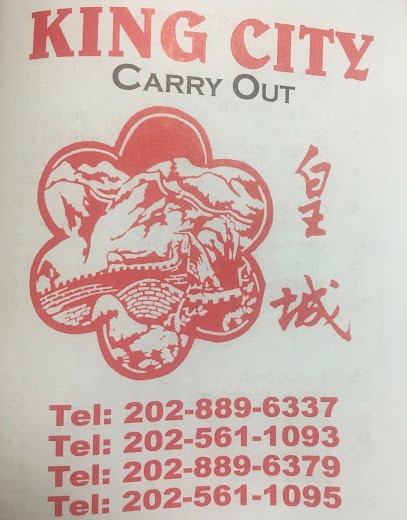 KING CITY
CARRY OUT
皇城
Tel: 202-889-6337
Tel: 202-561-1093
Tel: 202-889-6379
Tel: 202-561-1095